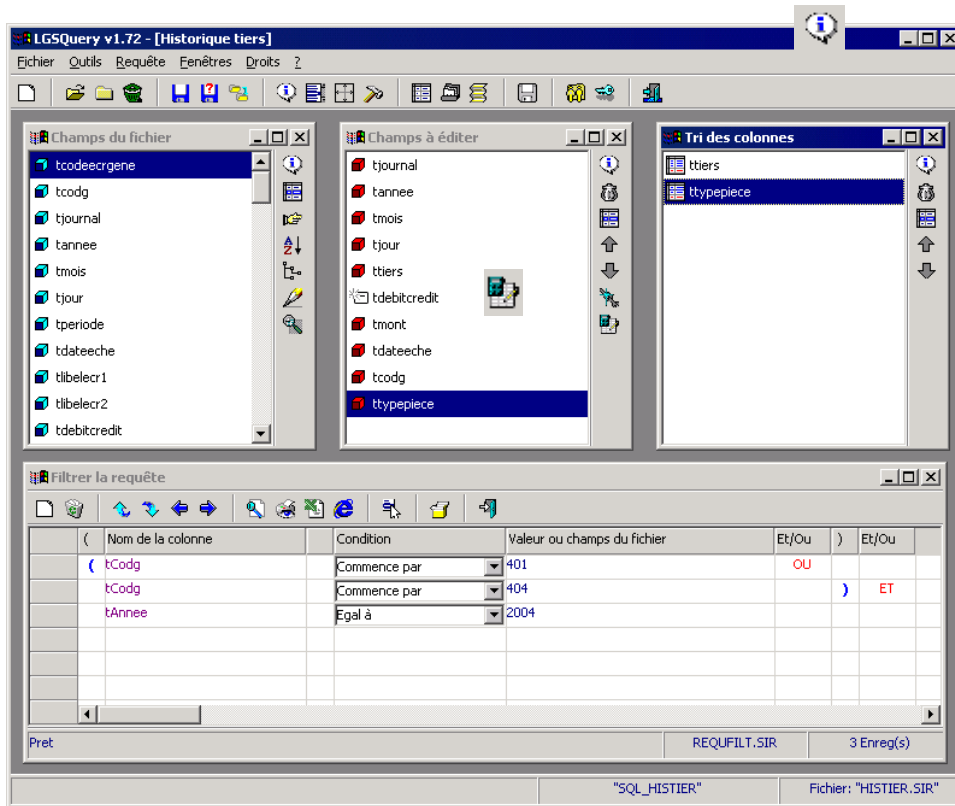 LGSQuery v1.72 - [Historique tiers]
Fichier Outils Requête Fenêtres Droits ?
Champs du fichier
tcodeecrgene
tcodg
tjournal
tannee
tmois
tjour
tperiode
tdateeche
tlibelecr1
tlibelecr2
tdebitcredit
Champs à éditer
tjournal
tannee
tmois
tjour
ttiers
tdebitcredit
tmont
tdateeche
tcodg
ttypepiece
Tri des colonnes
ttiers
ttypepiece
Filtrer la requête
( Nom de la colonne Condition Valeur ou champs du fichier Et/Ou ) Et/Ou
( tCodg Commence par 401 OU
tCodg Commence par 404 ) ET
tAnnee Egal à 2004
Pret REQUFILT.SIR 3 Enreg(s)
"SQL_HISTIER" Fichier: "HISTIER.SIR"